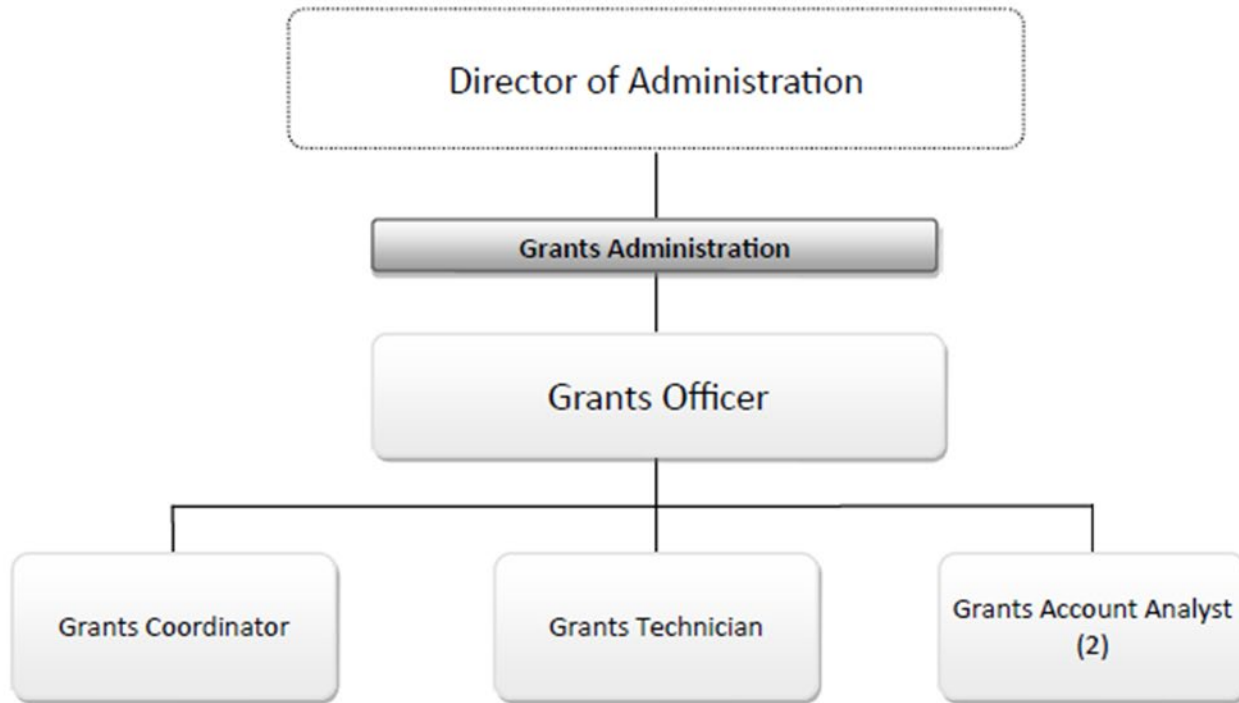 Director of Administration
Grants Administration
Grants Officer
Grants Coordinator
Grants Technician
Grants Account Analyst
(2)